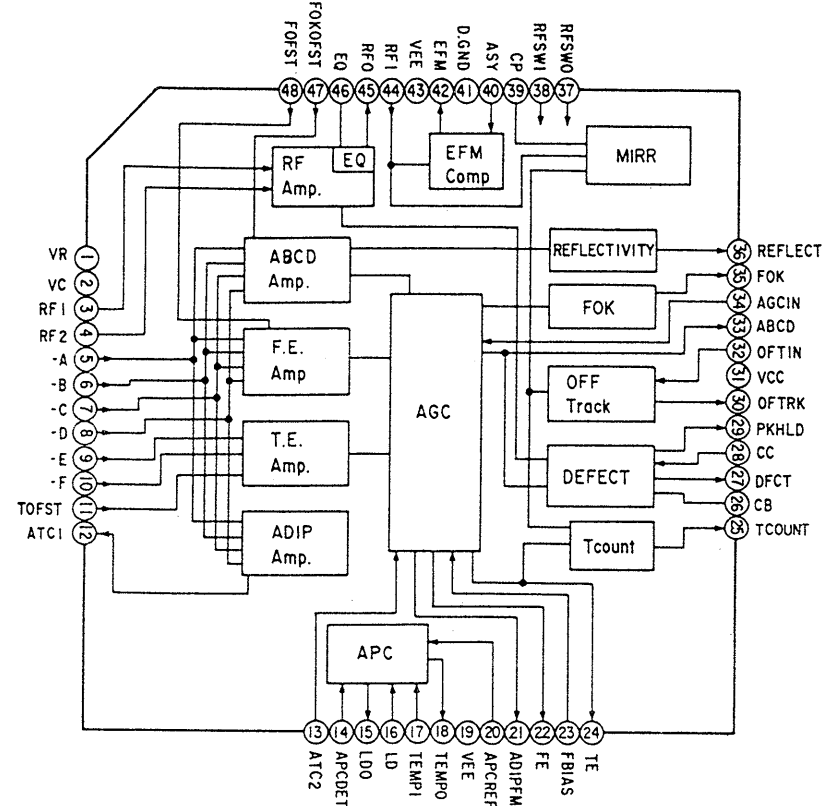 FOFST
FOKOFST
EQ
RFO
RFI
VEE
EFM
D.GND
ASY
CP
RFSWI
RFSWO
48
47
46
45
44
43
42
41
40
39
38
37
RF
Amp.
EQ
EFM
Comp
MIRR
VR
1
VC
2
RF1
3
RF2
4
-A
5
-B
6
-C
7
-D
8
-E
9
-F
10
TOFST
11
ATC1
12
ABCD
Amp.
F.E.
Amp
T.E.
Amp.
ADIP
Amp.
AGC
REFLECTIVITY
FOK
OFF
Track
DEFECT
Tcount
36
REFLECT
35
FOK
34
AGCIN
33
ABCD
32
OFTIN
31
VCC
30
OFTRK
29
PKHLD
28
CC
27
DFCT
26
CB
25
TCOUNT
APC
13
14
15
16
17
18
19
20
21
22
23
24
ATC2
APCDET
LDO
LD
TEMPI
TEMPO
VEE
APCREF
ADIPFM
FE
FBIAS
TE